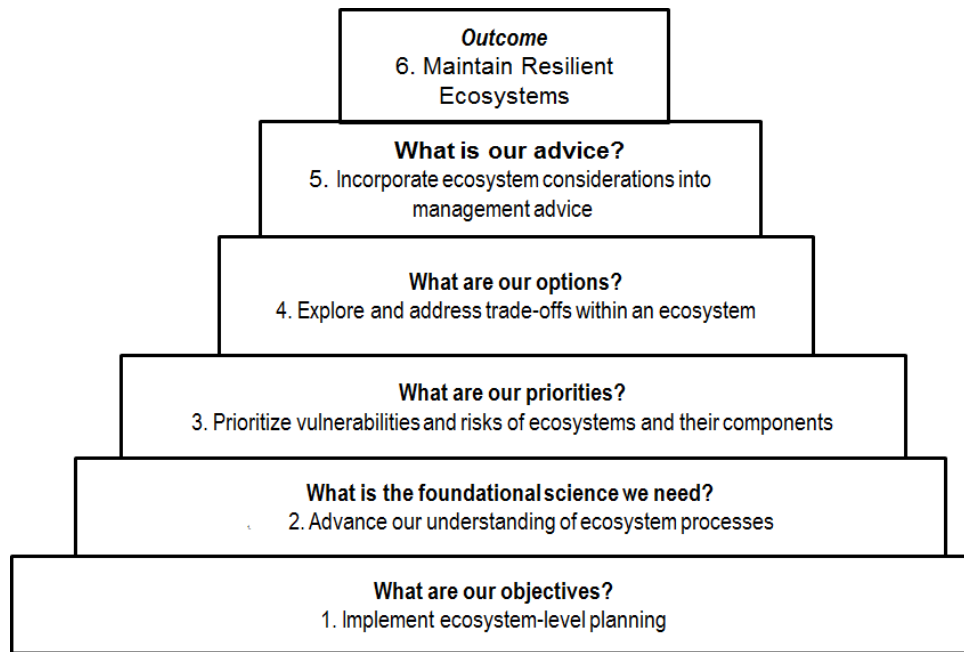 Outcome
6. Maintain Resilient
Ecosystems
What is our advice?
5. Incorporate ecosystem considerations into
management advice
What are our options?
4. Explore and address trade-offs within an ecosystem
What are our priorities?
3. Prioritize vulnerabilities and risks of ecosystems and their components
What is the foundational science we need?
2. Advance our understanding of ecosystem processes
What are our objectives?
1. Implement ecosystem-level planning